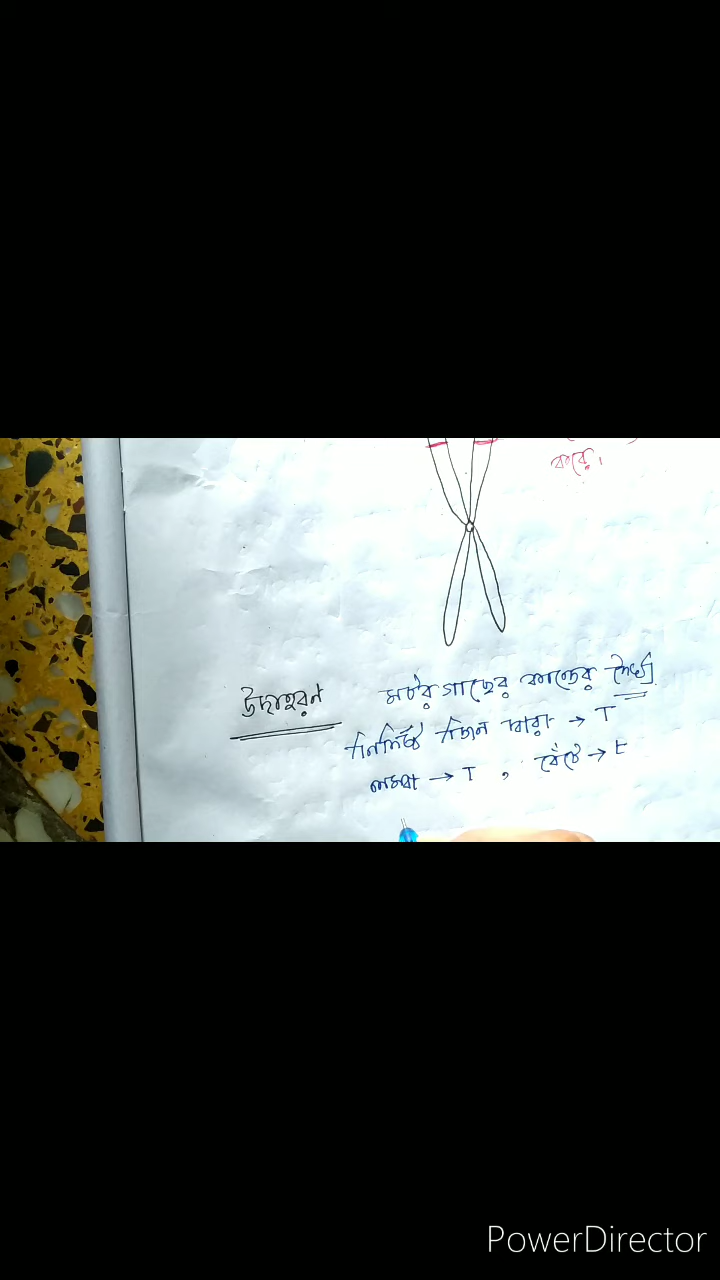 করে।
উদাহরণ
মটর গাছের কান্ডের দৈর্ঘ্য
নির্দিষ্ট জিন দ্বারা → T
লম্বা → T , বেঁটে → t
PowerDirector